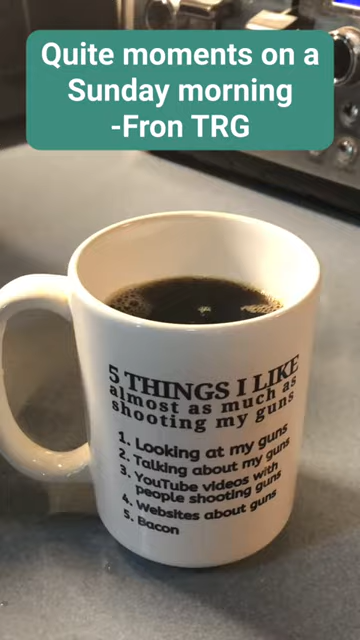 Quite moments on a
Sunday morning
-Fron TRG
5 THINGS I LIKE
almost as much as
shooting my guns
1. Looking at my guns
2. Talking about my guns
3. YouTube videos with
people shooting guns
4. Websites about guns
5. Bacon